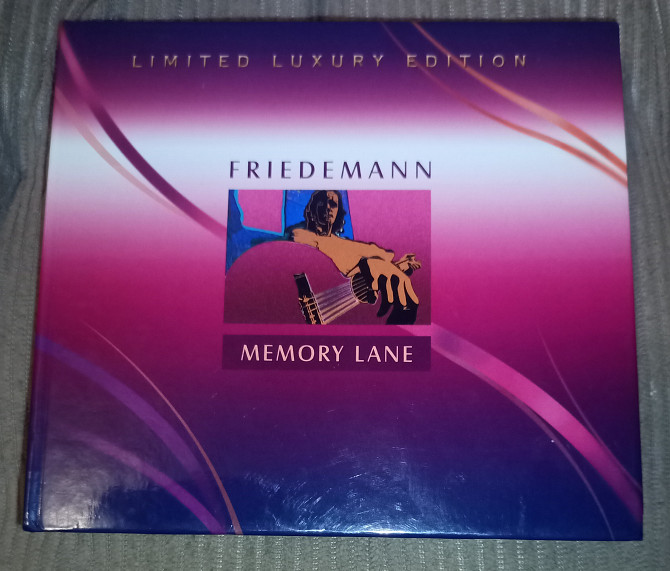 LIMITED LUXURY EDITION
FRIEDEMANN
MEMORY LANE